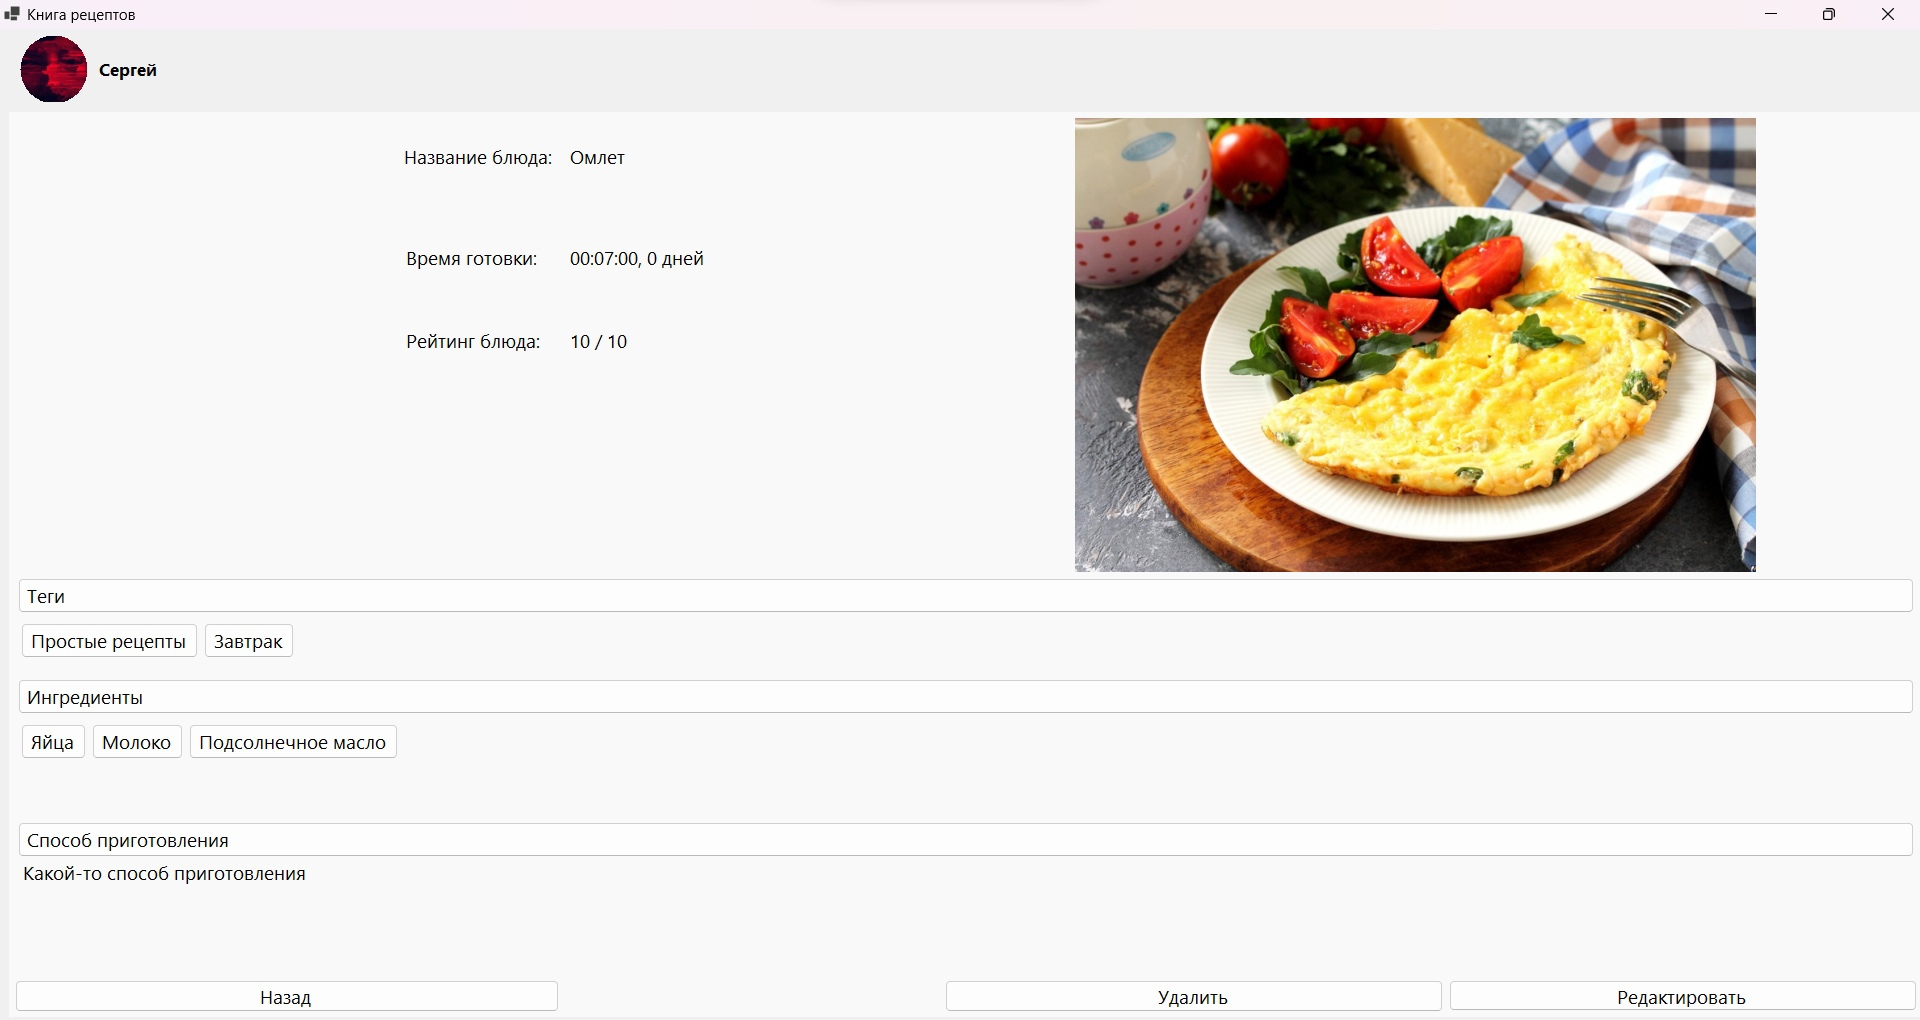 Книга рецептов
Сергей
Название блюда: Омлет
Время готовки: 00:07:00, 0 дней
Рейтинг блюда: 10 / 10
Теги
Простые рецепты Завтрак
Ингредиенты
Яйца Молоко Подсолнечное масло
Способ приготовления
Какой-то способ приготовления
Назад Удалить Редактировать